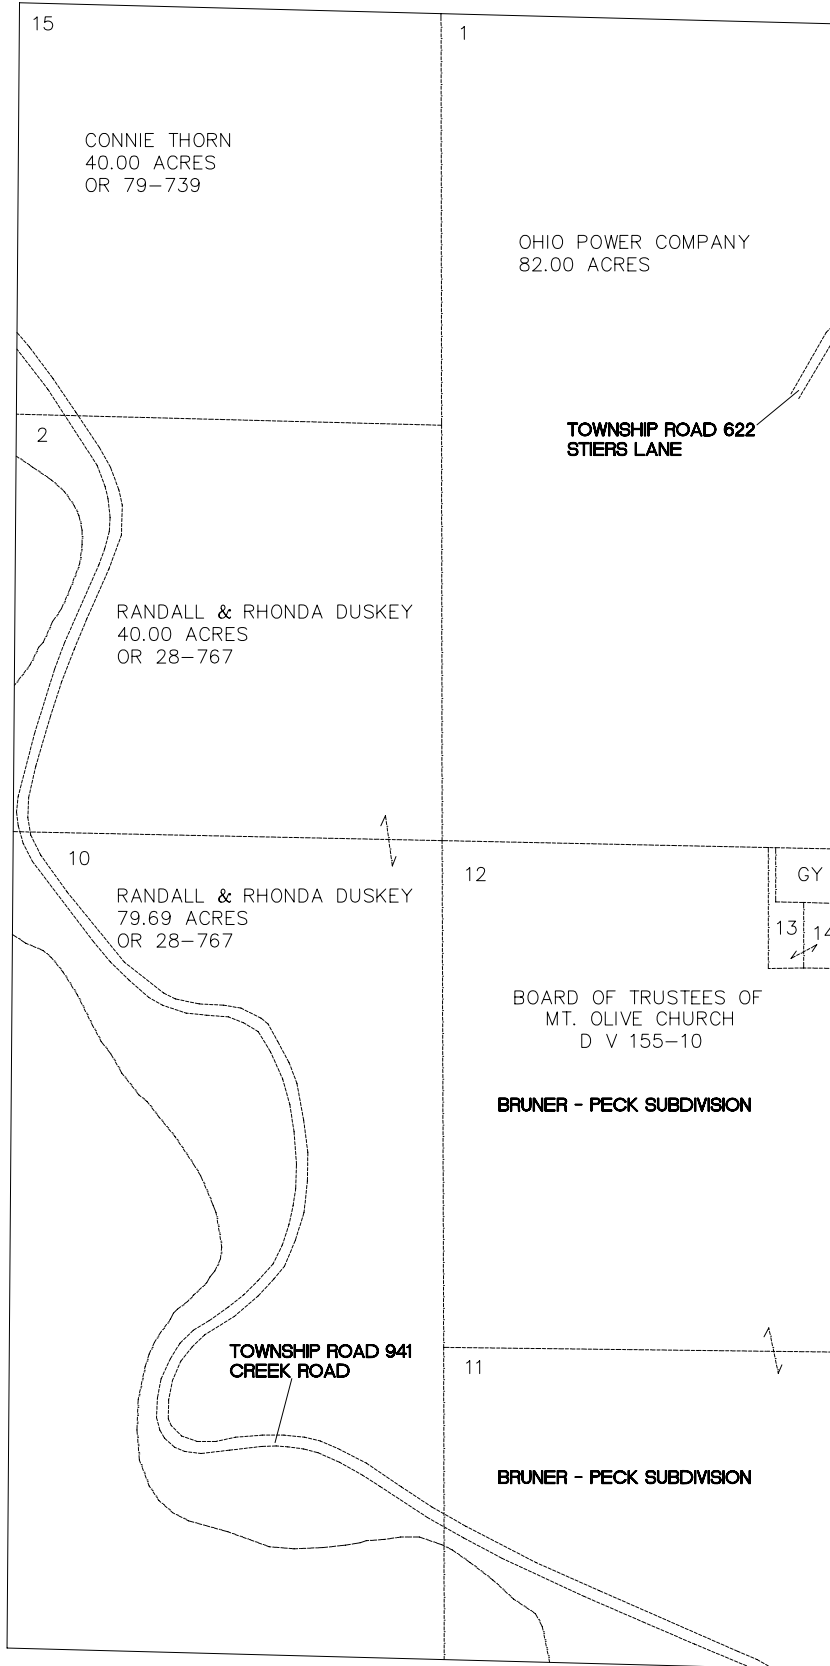 15
1
CONNIE THORN
40.00 ACRES
OR 79-739
OHIO POWER COMPANY
82.00 ACRES
TOWNSHIP ROAD 622
STIERS LANE
2
RANDALL & RHONDA DUSKEY
40.00 ACRES
OR 28-767
10
RANDALL & RHONDA DUSKEY
79.69 ACRES
OR 28-767
12
GY
13
14
BOARD OF TRUSTEES OF
MT. OLIVE CHURCH
D V 155-10
BRUNER - PECK SUBDIVISION
TOWNSHIP ROAD 941
CREEK ROAD
11
BRUNER - PECK SUBDIVISION